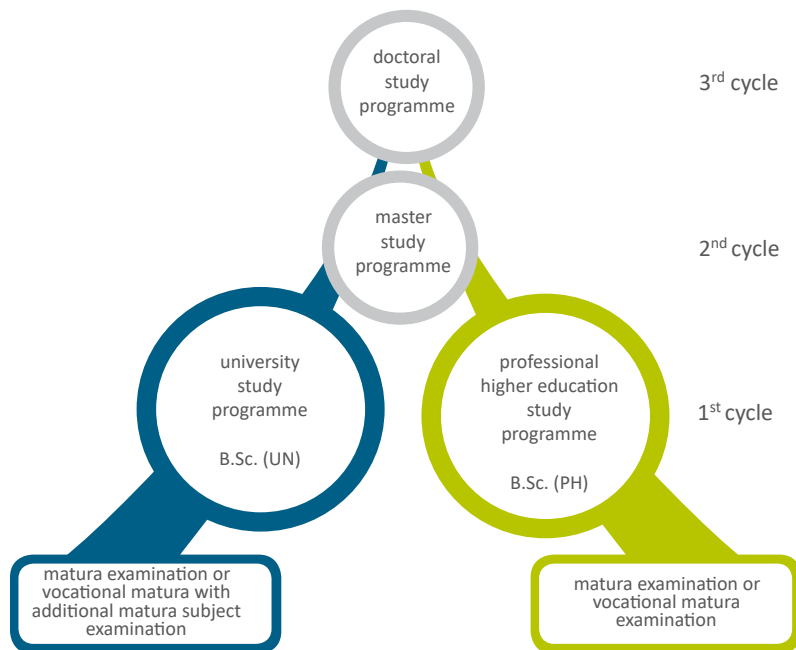 doctoral
study
programme
3rd cycle
master
study
programme
2nd cycle
university
study
programme
B.Sc. (UN)
professional
higher education
study
programme
B.Sc. (PH)
1st cycle
matura examination or
vocational matura with
additional matura subject
examination
matura examination or
vocational matura
examination